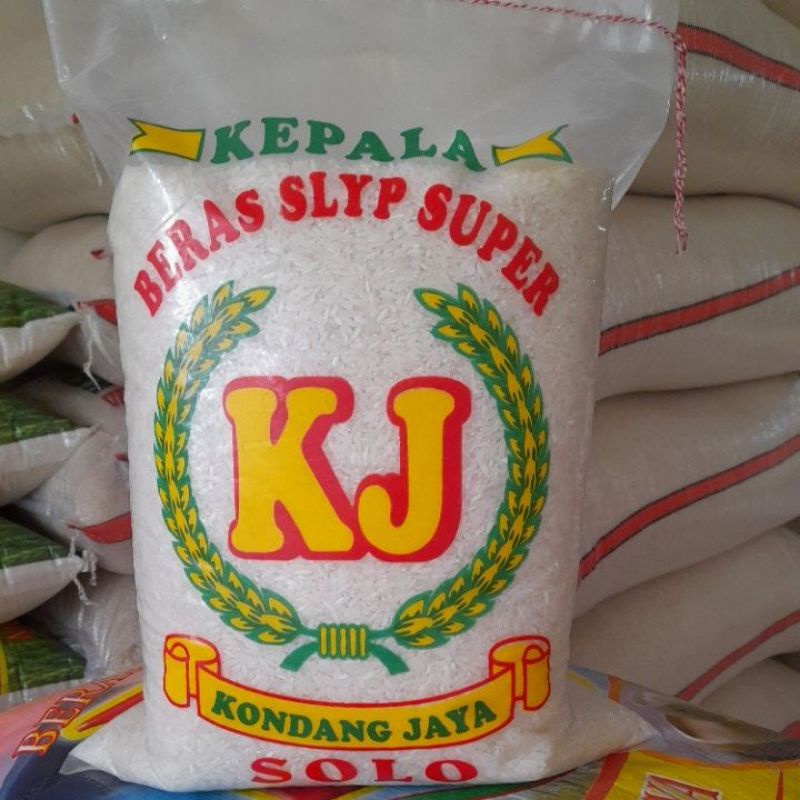 KEPALA
BERAS SLYP SUPER
KJ
KONDANG JAYA
SOLO